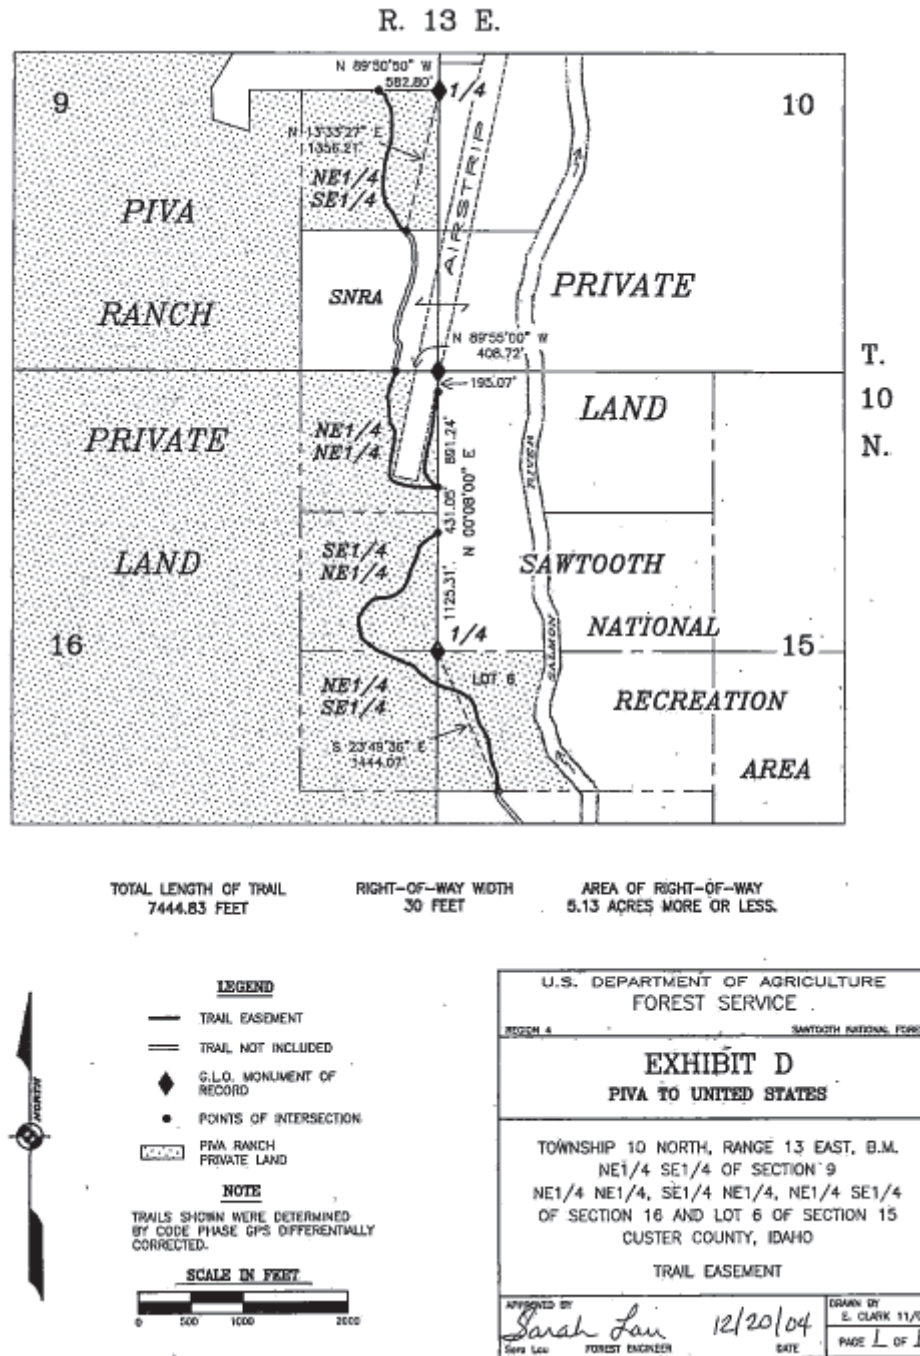 R. 13 E.
N 89°50'50" W
582.80'
1/4
9
10
N 13°33'27" E
1356.21'
NE1/4
SE1/4
AIRSTRIP
PIVA
RANCH
SNRA
PRIVATE
N 89°55'00" W
408.72'
T.
10
N.
195.07'
LAND
NE1/4
NE1/4
891.24'
N 00°08'00" E
PRIVATE
RIVER
431.05'
LAND
SE1/4
NE1/4
SAWTOOTH
1125.31'
NATIONAL
1/4
16
15
SALMON
NE1/4
SE1/4
LOT 6
RECREATION
S 23°49'36" E
1444.07'
AREA
TOTAL LENGTH OF TRAIL
7444.83 FEET
RIGHT-OF-WAY WIDTH
30 FEET
AREA OF RIGHT-OF-WAY
5.13 ACRES MORE OR LESS.
LEGEND
TRAIL EASEMENT
TRAIL NOT INCLUDED
G.L.O. MONUMENT OF
RECORD
POINTS OF INTERSECTION
PIVA RANCH
PRIVATE LAND
NORTH
NOTE
TRAILS SHOWN WERE DETERMINED
BY CODE PHASE GPS DIFFERENTIALLY
CORRECTED.
SCALE IN FEET
0 500 1000 2000
U.S. DEPARTMENT OF AGRICULTURE
FOREST SERVICE
REGION 4 SAWTOOTH NATIONAL FORE
EXHIBIT D
PIVA TO UNITED STATES
TOWNSHIP 10 NORTH, RANGE 13 EAST, B.M.
NE1/4 SE1/4 OF SECTION 9
NE1/4 NE1/4, SE1/4 NE1/4, NE1/4 SE1/4
OF SECTION 16 AND LOT 6 OF SECTION 15
CUSTER COUNTY, IDAHO
TRAIL EASEMENT
APPROVED BY
Sarah Lau 12/20/04
Sara Lau FOREST ENGINEER DATE
DRAWN BY
E. CLARK 11/0
PAGE 1 OF 1